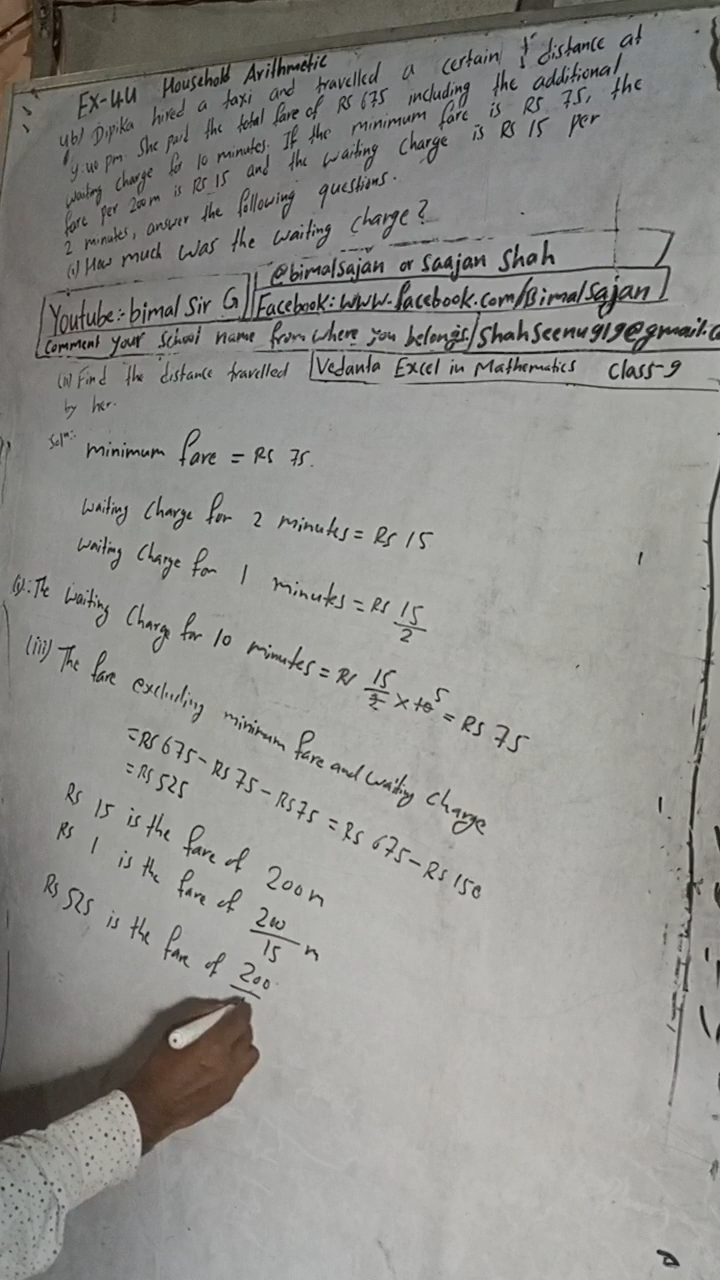 Ex-4.4 Household Arithmetic
4b) Dipika hired a taxi and travelled a certain distance at
4:40 pm. She paid the total fare of RS 675 including the additional
waiting charge for 10 minutes. If the minimum fare is RS 75, the
fare per 200m is RS 15 and the waiting charge is RS 15 per
2 minutes, answer the following questions.
(i) How much was the waiting charge?
@bimalsajan or Saajan Shah
Youtube:- bimal Sir G
Facebook: WWW.facebook.com/Bimalsajan
Comment your School name from where you belongs/Shahseenu919@gmail.c
(ii) Find the distance travelled
by her.
Vedanta Excel in Mathematics Class-9
Soln:-
minimum fare = RS 75.
Waiting Charge for 2 minutes = RS 15
Waiting Charge for 1 minutes = RS 15/2
(i):The Waiting Charge for 10 minutes = RS 15/2 × 10 5 = RS 75
(iii) The fare excluding minimum fare and waiting Charge
= RS 675 - RS 75 - RS 75 = RS 675 - RS 150
= RS 525
RS 15 is the fare of 200m
RS 1 is the fare of 200/15 m
RS 525 is the fare of 200